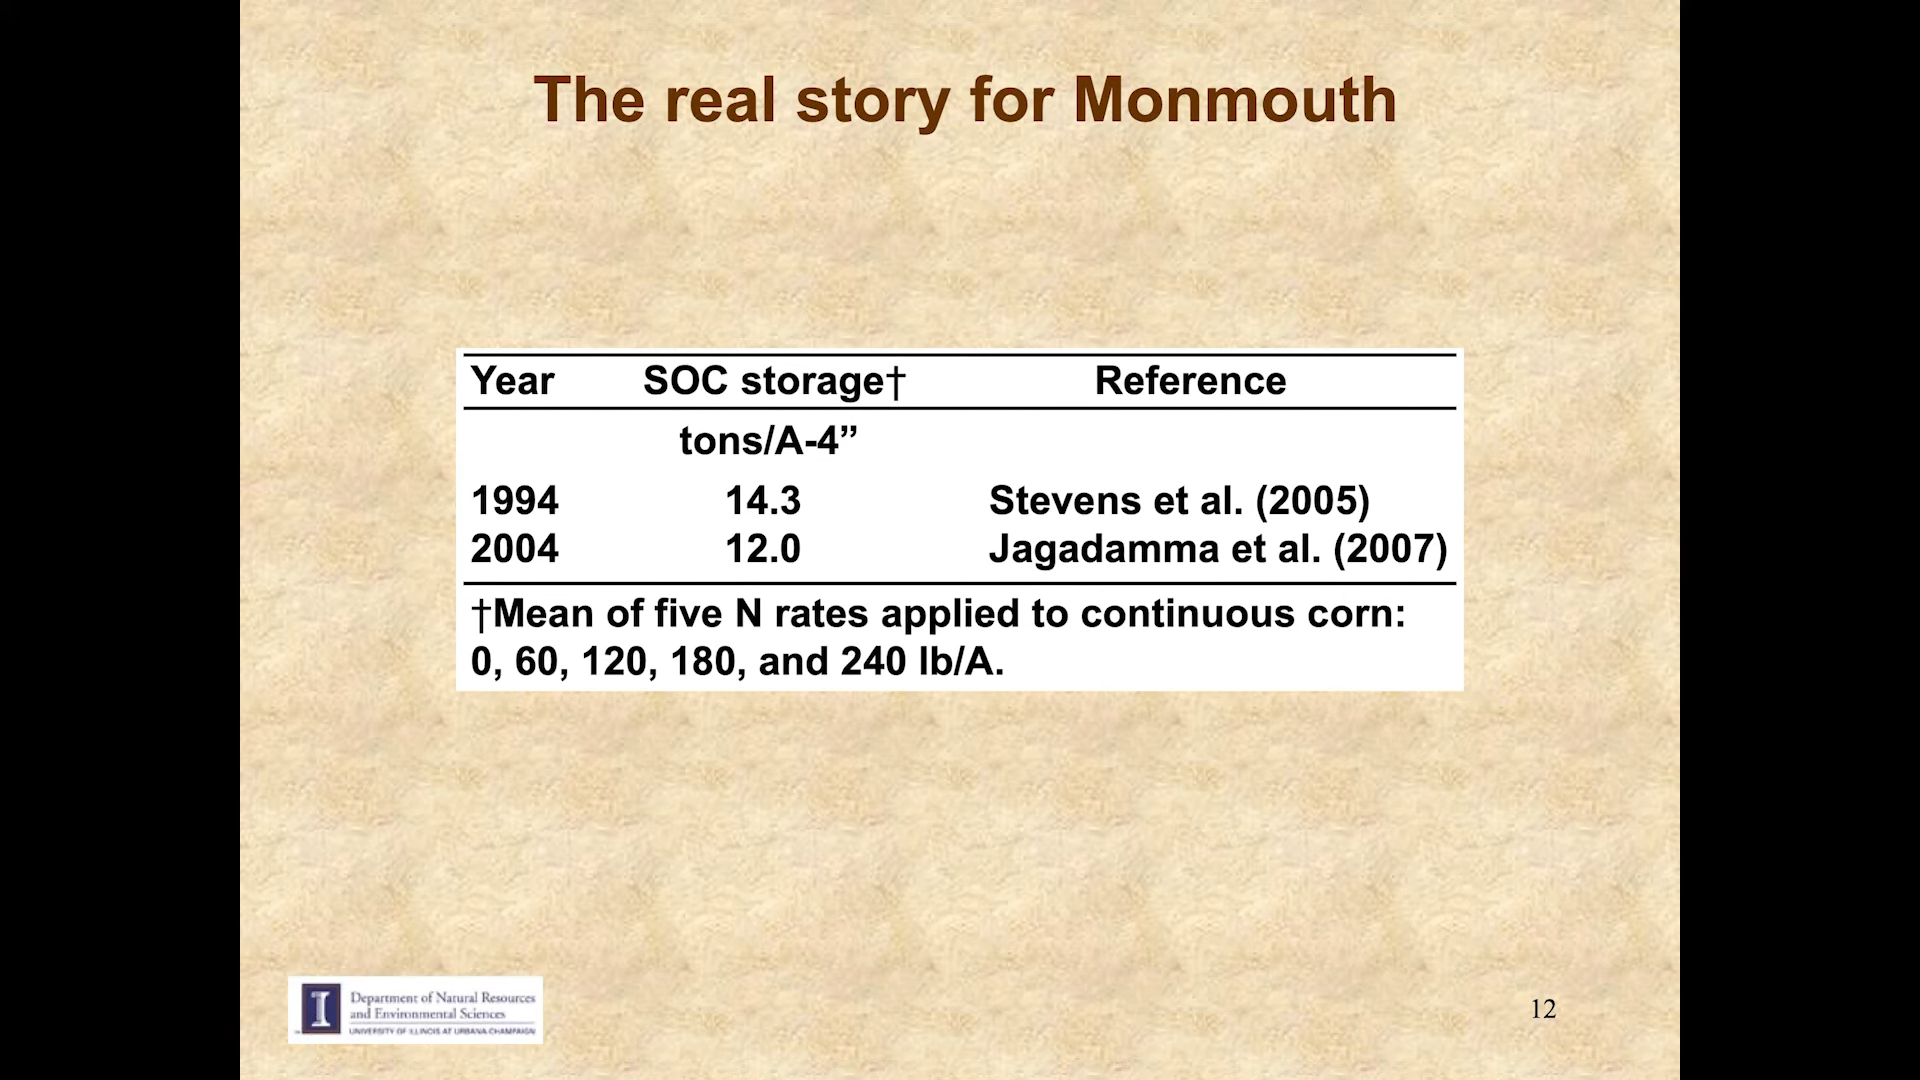 The real story for Monmouth
Year SOC storage† Reference
tons/A-4”
1994 14.3 Stevens et al. (2005)
2004 12.0 Jagadamma et al. (2007)
†Mean of five N rates applied to continuous corn:
0, 60, 120, 180, and 240 lb/A.
I Department of Natural Resources
and Environmental Sciences
UNIVERSITY OF ILLINOIS AT URBANA-CHAMPAIGN
12